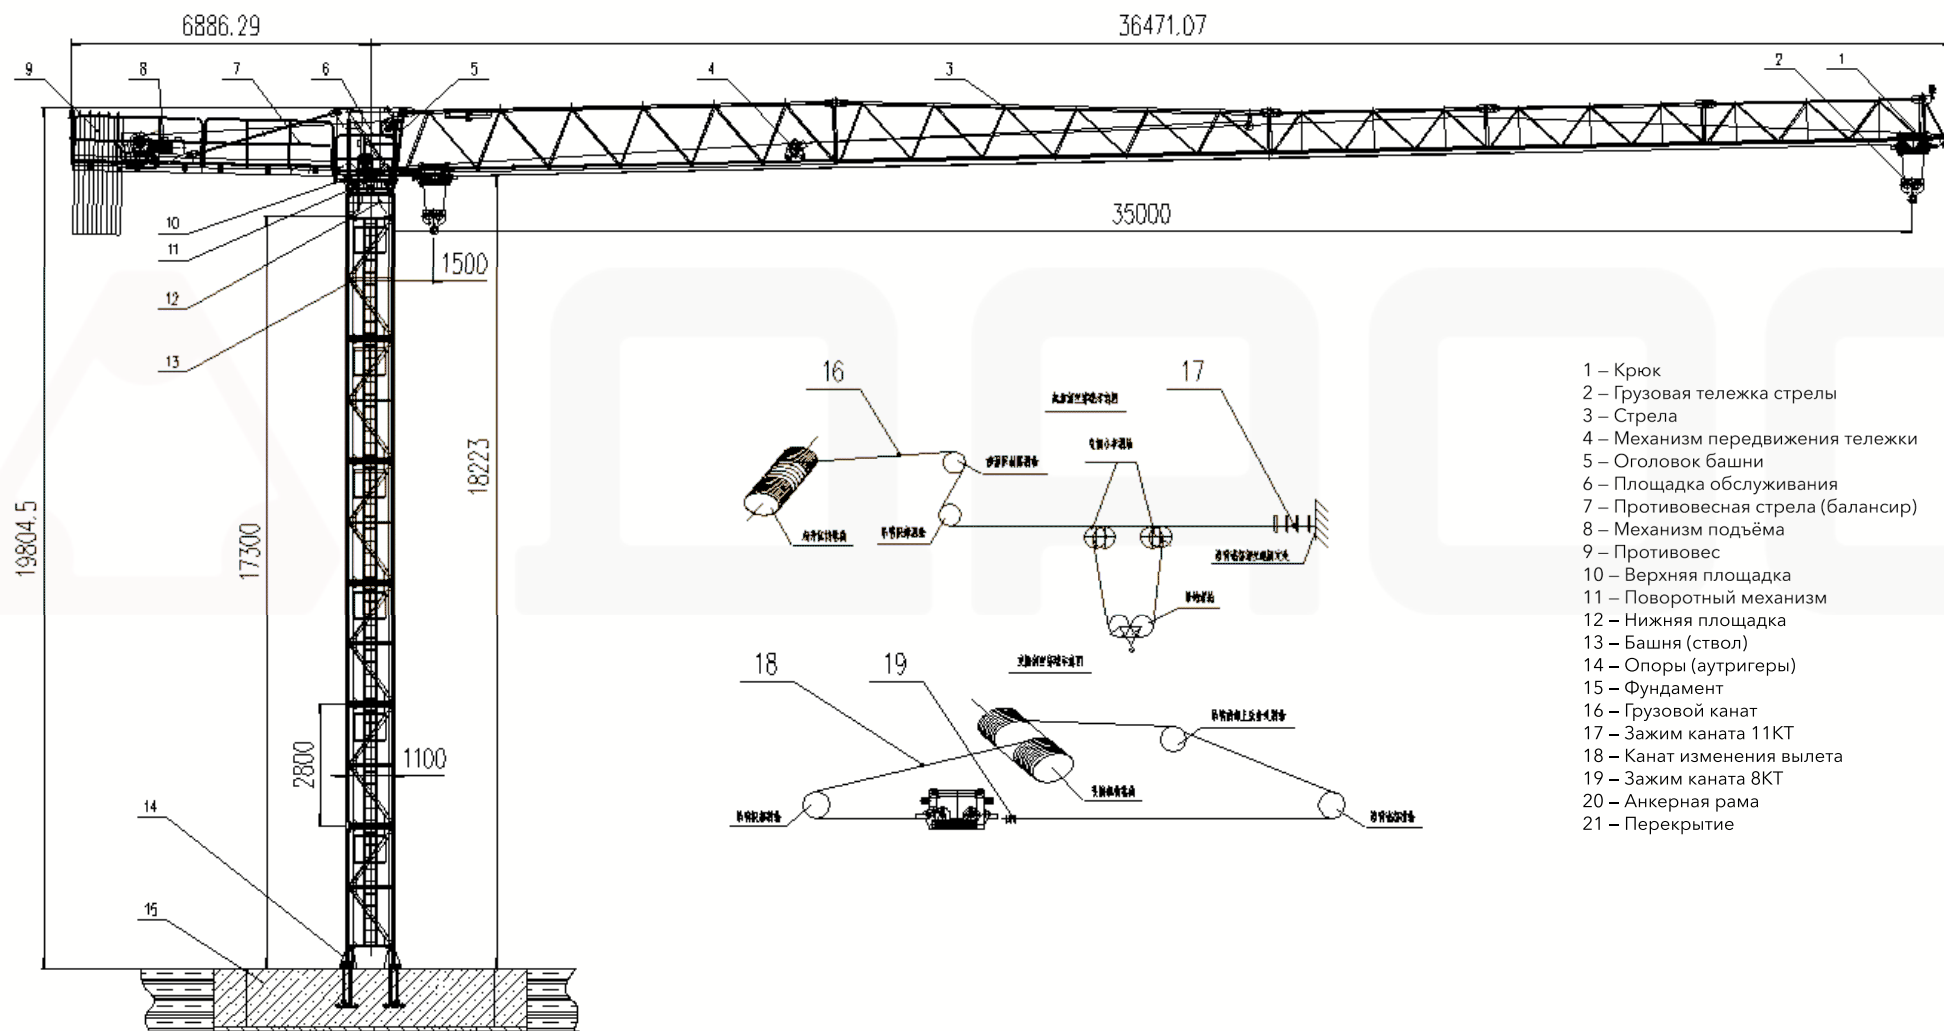 6886.29
36471.07
9
8
7
6
5
4
3
2
1
10
11
12
13
35000
1500
19804.5
17300
18223
2800
1100
14
15
16
17
18
19
1 – Крюк
2 – Грузовая тележка стрелы
3 – Стрела
4 – Механизм передвижения тележки
5 – Оголовок башни
6 – Площадка обслуживания
7 – Противовесная стрела (балансир)
8 – Механизм подъёма
9 – Противовес
10 – Верхняя площадка
11 – Поворотный механизм
12 – Нижняя площадка
13 – Башня (ствол)
14 – Опоры (аутригеры)
15 – Фундамент
16 – Грузовой канат
17 – Зажим каната 11КТ
18 – Канат изменения вылета
19 – Зажим каната 8КТ
20 – Анкерная рама
21 – Перекрытие